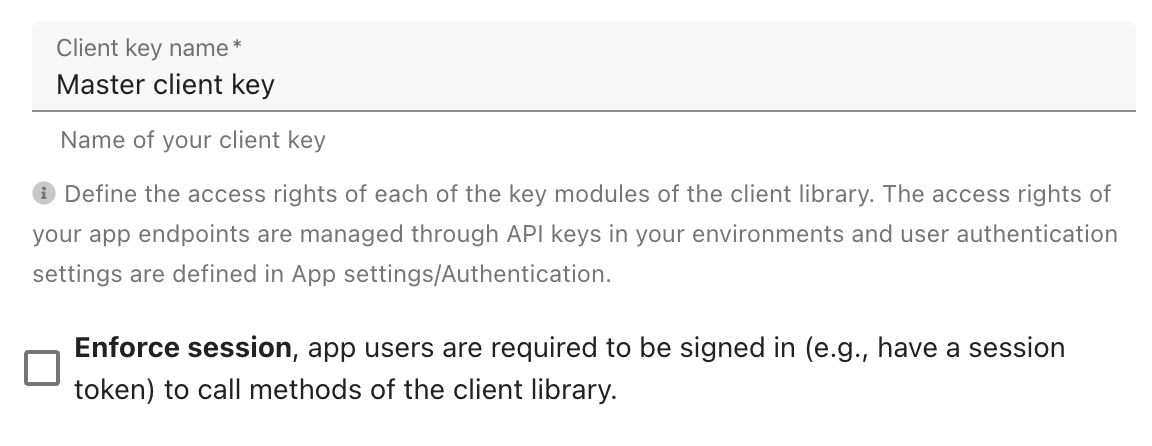 Client key name*
Master client key
Name of your client key
Define the access rights of each of the key modules of the client library. The access rights of
your app endpoints are managed through API keys in your environments and user authentication
settings are defined in App settings/Authentication.
Enforce session, app users are required to be signed in (e.g., have a session
token) to call methods of the client library.